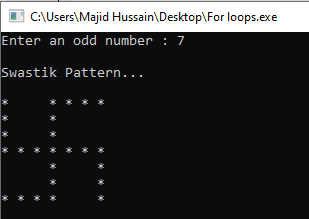 C:\Users\Majid Hussain\Desktop\For loops.exe
Enter an odd number : 7
Swastik Pattern...
*     * * * *
*     *
*     *
* * * * * * *
      *     *
      *     *
* * * *     *